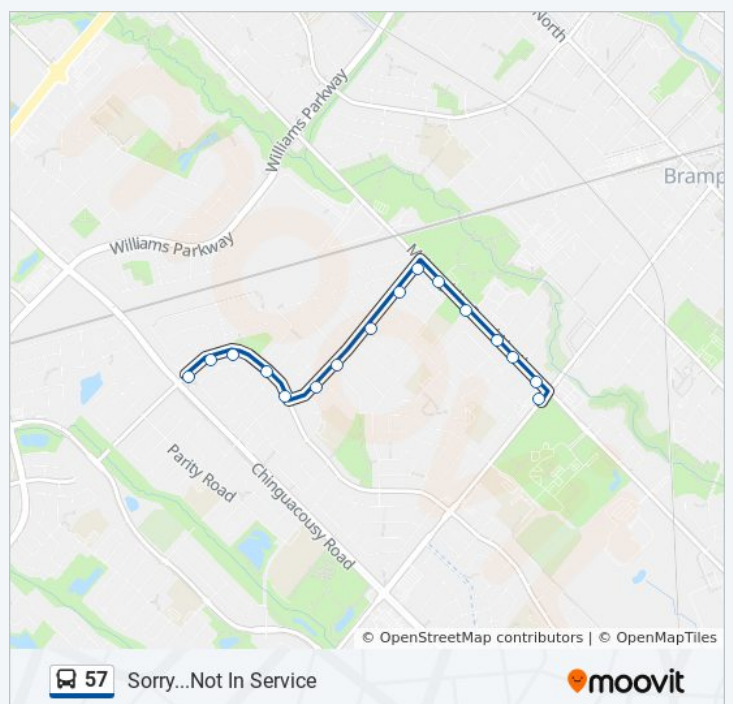 North
Williams Parkway
Bramp
Williams Parkway
Parity Road
Chinguacousy Road
© OpenStreetMap contributors | © OpenMapTiles
57 Sorry...Not In Service
moovit